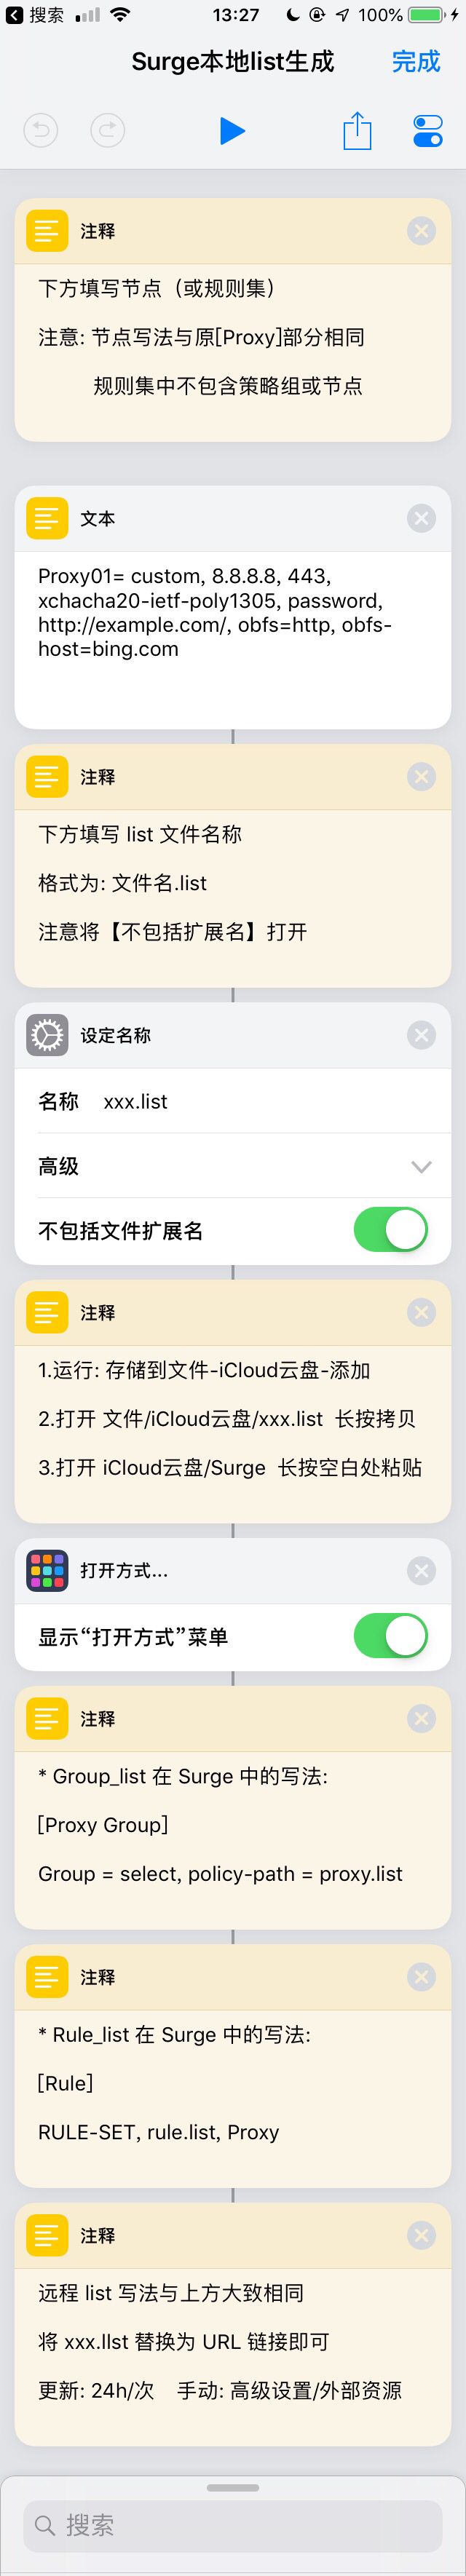 搜索
13:27
100%
Surge本地list生成
完成
注释
下方填写节点（或规则集）
注意: 节点写法与原[Proxy]部分相同
规则集中不包含策略组或节点
文本
Proxy01= custom, 8.8.8.8, 443,
xchacha20-ietf-poly1305, password,
http://example.com/, obfs=http, obfs-
host=bing.com
注释
下方填写 list 文件名称
格式为: 文件名.list
注意将【不包括扩展名】打开
设定名称
名称 xxx.list
高级
不包括文件扩展名
注释
1.运行: 存储到文件-iCloud云盘-添加
2.打开 文件/iCloud云盘/xxx.list 长按拷贝
3.打开 iCloud云盘/Surge 长按空白处粘贴
打开方式...
显示“打开方式”菜单
注释
* Group_list 在 Surge 中的写法:
[Proxy Group]
Group = select, policy-path = proxy.list
注释
* Rule_list 在 Surge 中的写法:
[Rule]
RULE-SET, rule.list, Proxy
注释
远程 list 写法与上方大致相同
将 xxx.llst 替换为 URL 链接即可
更新: 24h/次 手动: 高级设置/外部资源
搜索